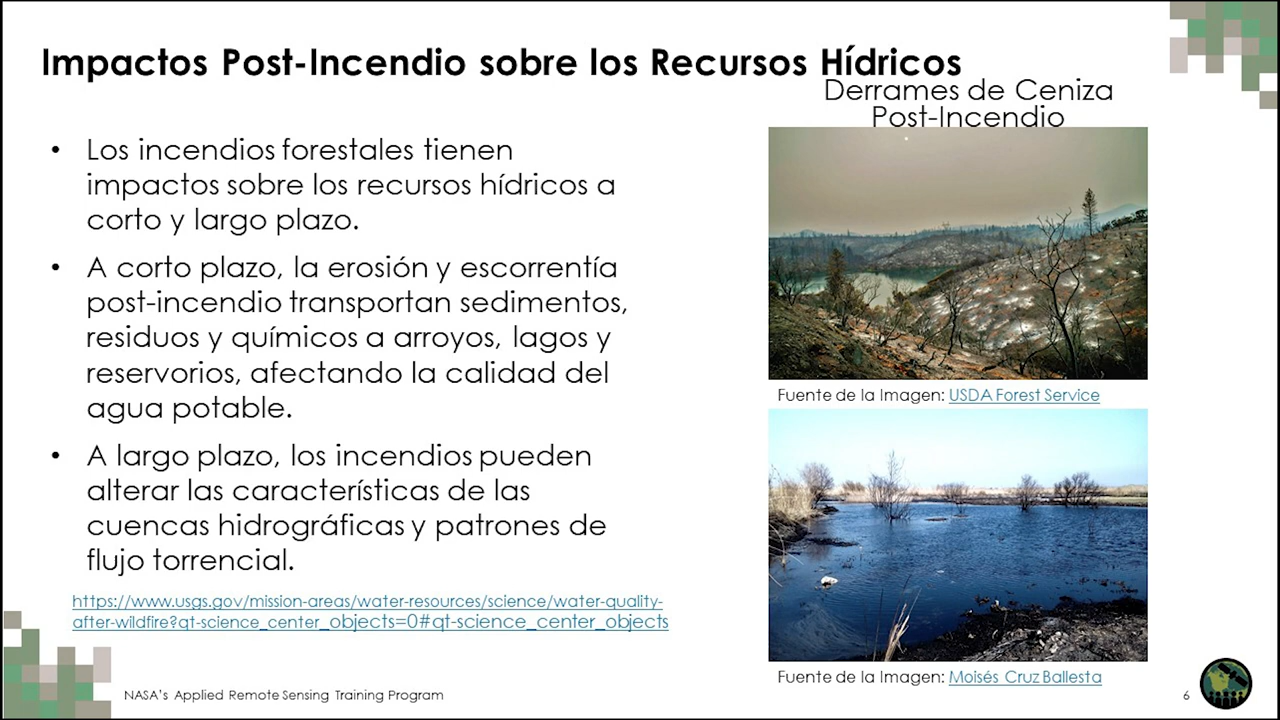 Impactos Post-Incendio sobre los Recursos Hídricos
Derrames de Ceniza
Post-Incendio
• Los incendios forestales tienen
impactos sobre los recursos hídricos a
corto y largo plazo.
• A corto plazo, la erosión y escorrentía
post-incendio transportan sedimentos,
residuos y químicos a arroyos, lagos y
reservorios, afectando la calidad del
agua potable.
• A largo plazo, los incendios pueden
alterar las características de las
cuencas hidrográficas y patrones de
flujo torrencial.
https://www.usgs.gov/mission-areas/water-resources/science/water-quality-
after-wildfire?qt-science_center_objects=0#qt-science_center_objects
Fuente de la Imagen: USDA Forest Service
Fuente de la Imagen: Moisés Cruz Ballesta
NASA's Applied Remote Sensing Training Program
6